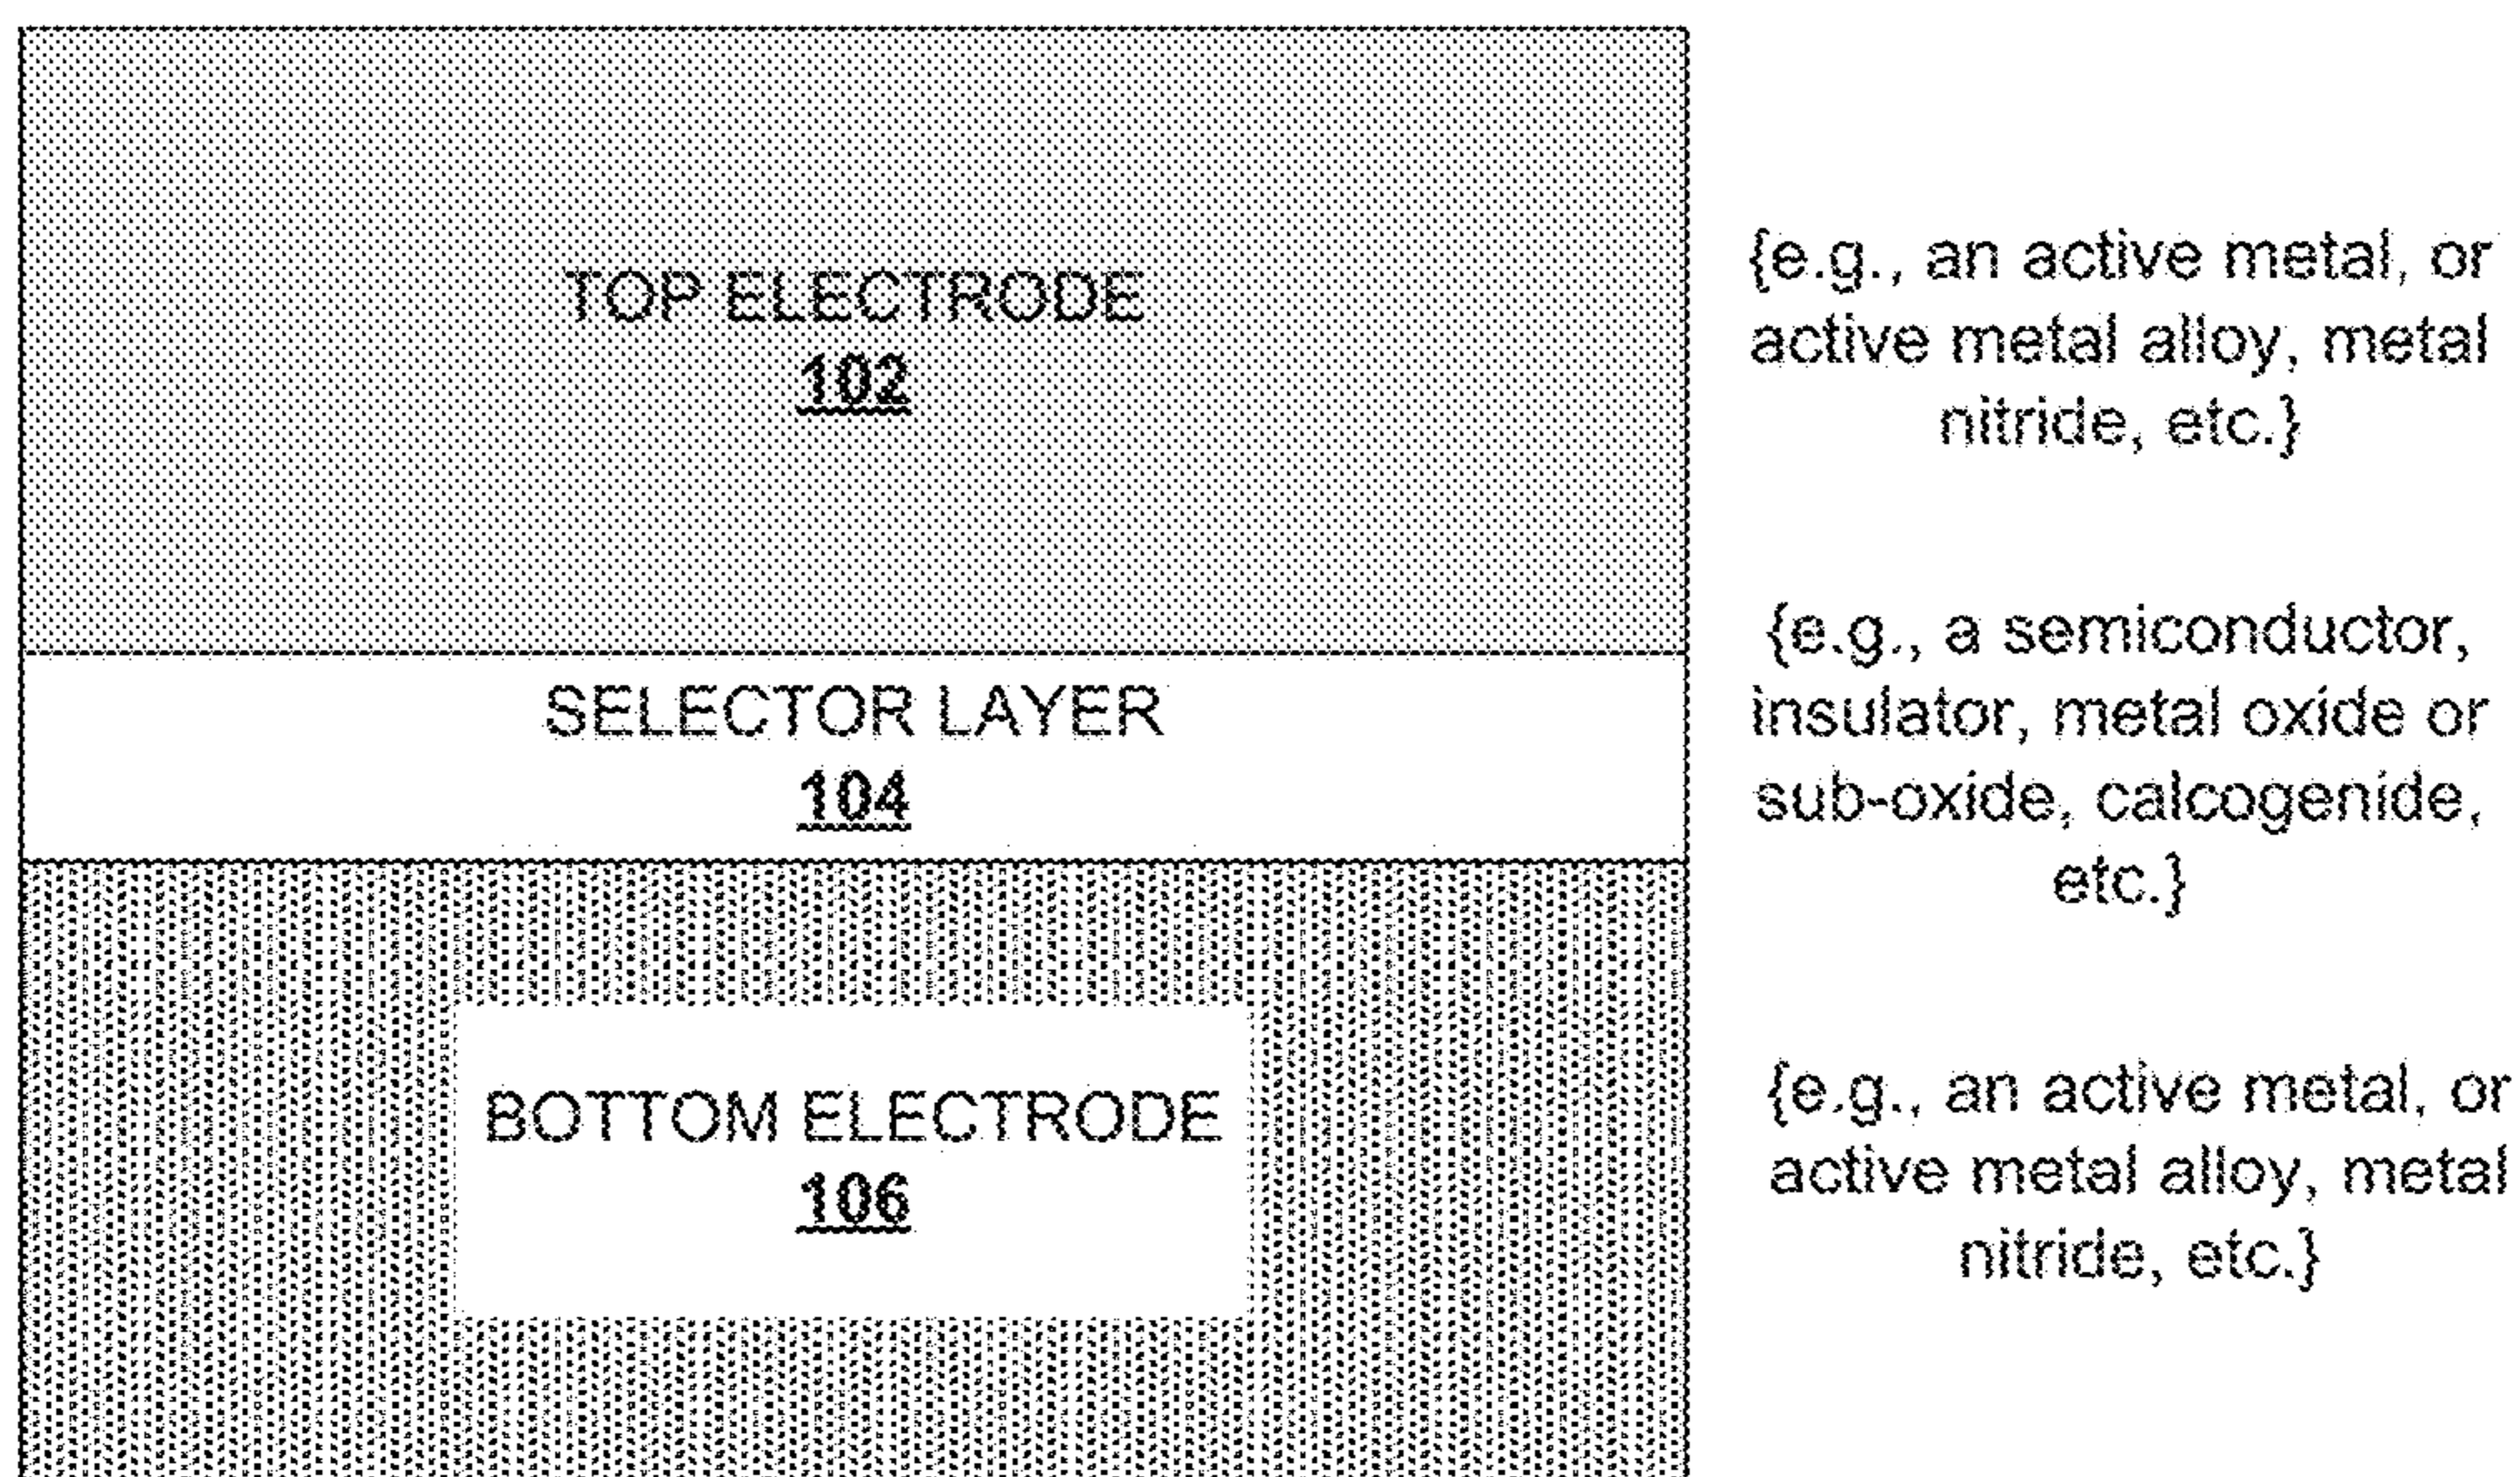 TOP ELECTRODE
102
{e.g., an active metal, or
active metal alloy, metal
nitride, etc.}
SELECTOR LAYER
104
{e.g., a semiconductor,
insulator, metal oxide or
sub-oxide, calcogenide,
etc.}
BOTTOM ELECTRODE
106
{e.g., an active metal, or
active metal alloy, metal
nitride, etc.}